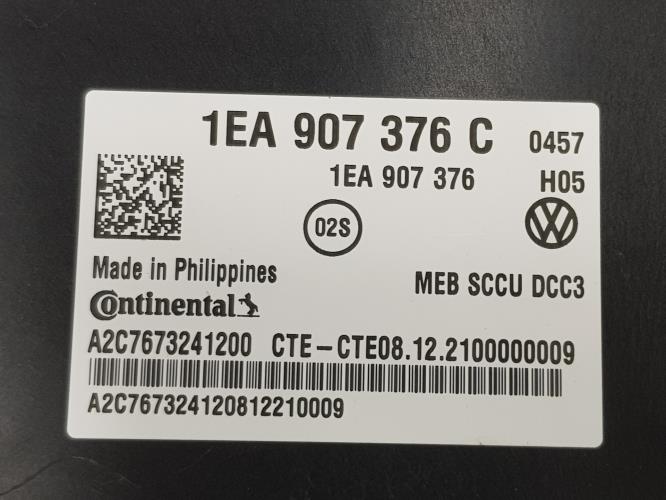 1EA 907 376 C 0457
1EA 907 376 H05
02S
Made in Philippines
MEB SCCU DCC3
Continental
A2C7673241200 CTE-CTE08.12.2100000009
A2C767324120812210009